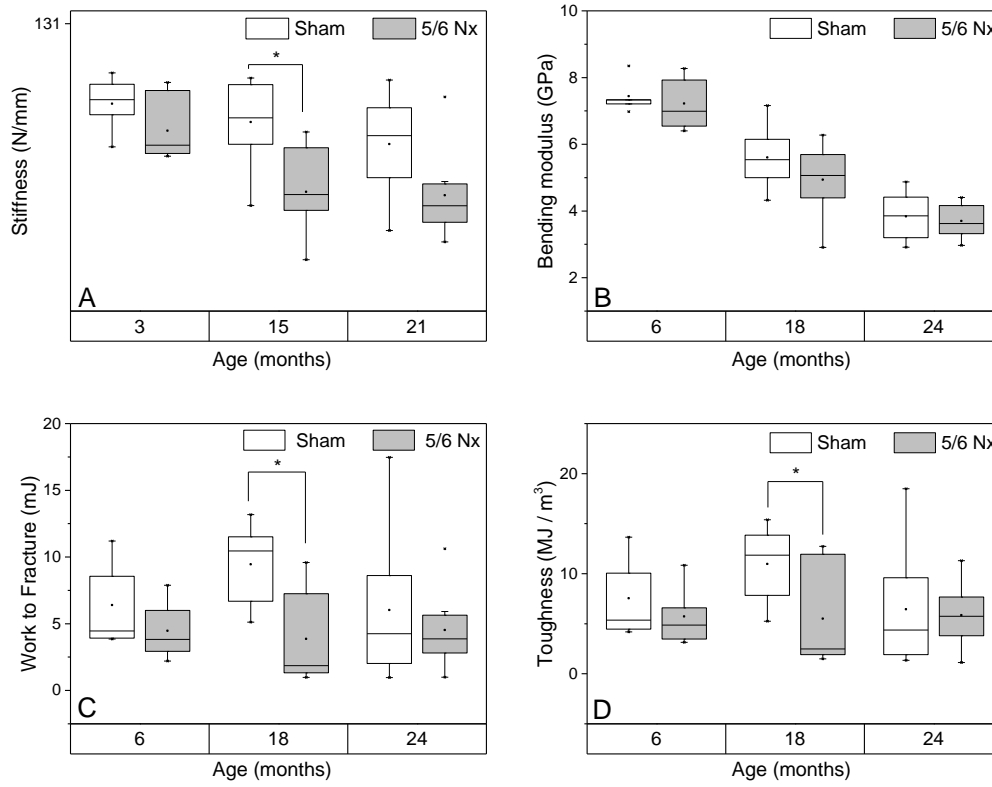 131
Sham 5/6 Nx
*
Stiffness (N/mm)
A
3 15 21
Age (months)
10
8
6
4
2
Sham 5/6 Nx
Bending modulus (GPa)
B
6 18 24
Age (months)
20
15
10
5
0
Sham 5/6 Nx
*
Work to Fracture (mJ)
C
6 18 24
Age (months)
20
10
0
Sham 5/6 Nx
*
Toughness (MJ / m³)
D
6 18 24
Age (months)